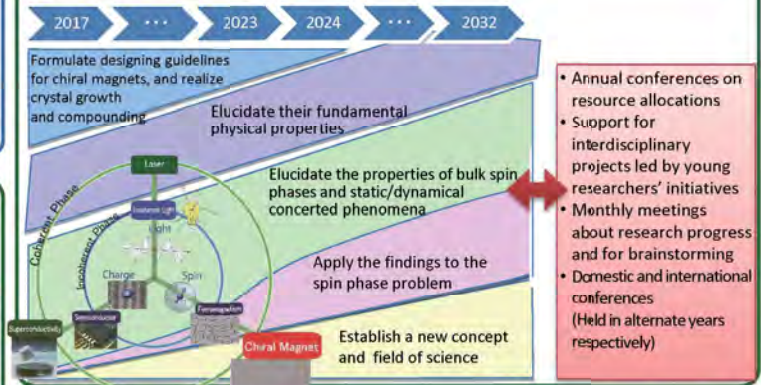 2017
• • •
2023
2024
• • •
2032
Formulate designing guidelines
for chiral magnets, and realize
crystal growth
and compounding
Elucidate their fundamental
physical properties
Elucidate the properties of bulk spin
phases and static/dynamical
concerted phenomena
Apply the findings to the
spin phase problem
Establish a new concept
and field of science
Laser
Coherent Phase
Incoherent Phase
Incoherent Light
Light
Charge
Spin
Semiconductor
Ferromagnetism
Superconductivity
Chiral Magnet
• Annual conferences on
resource allocations
• Support for
interdisciplinary
projects led by young
researchers' initiatives
• Monthly meetings
about research progress
and for brainstorming
• Domestic and international
conferences
(Held in alternate years
respectively)